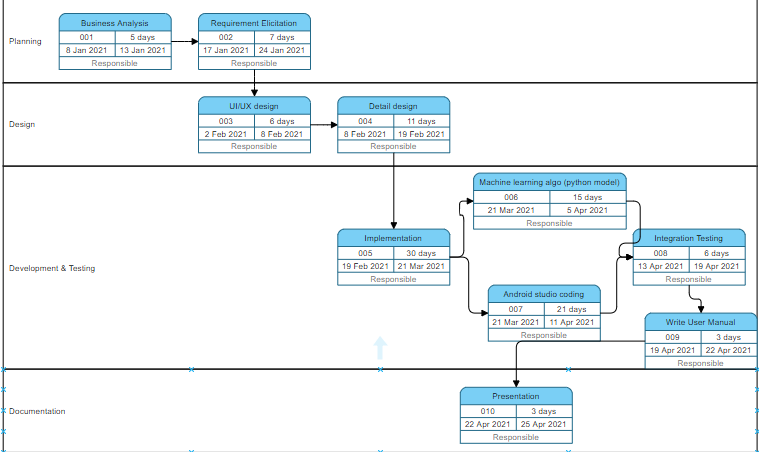 Planning
Business Analysis
001 5 days
8 Jan 2021 13 Jan 2021
Responsible
Requirement Elicitation
002 7 days
17 Jan 2021 24 Jan 2021
Responsible
Design
UI/UX design
003 6 days
2 Feb 2021 8 Feb 2021
Responsible
Detail design
004 11 days
8 Feb 2021 19 Feb 2021
Responsible
Development & Testing
Implementation
005 30 days
19 Feb 2021 21 Mar 2021
Responsible
Machine learning algo (python model)
006 15 days
21 Mar 2021 5 Apr 2021
Responsible
Android studio coding
007 21 days
21 Mar 2021 11 Apr 2021
Responsible
Integration Testing
008 6 days
13 Apr 2021 19 Apr 2021
Responsible
Write User Manual
009 3 days
19 Apr 2021 22 Apr 2021
Responsible
Documentation
Presentation
010 3 days
22 Apr 2021 25 Apr 2021
Responsible